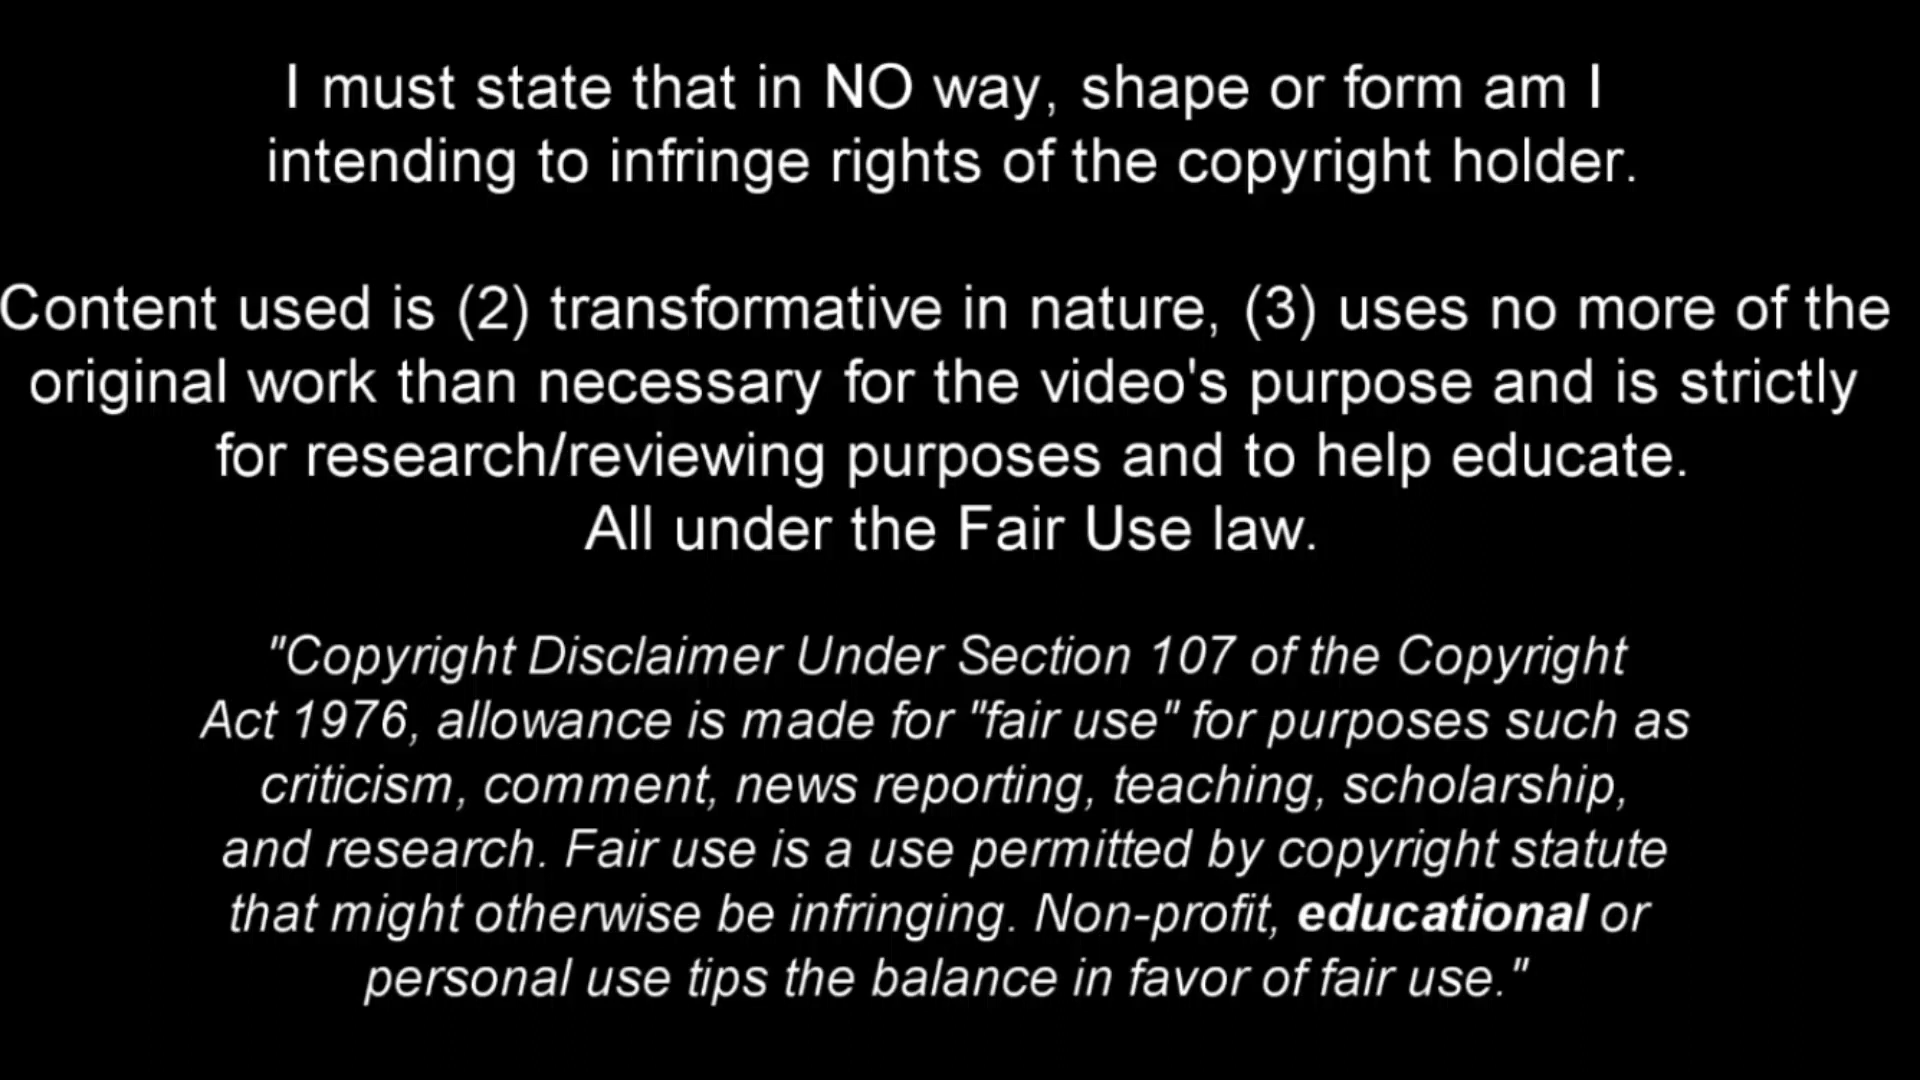 I must state that in NO way, shape or form am I
intending to infringe rights of the copyright holder.
Content used is (2) transformative in nature, (3) uses no more of the
original work than necessary for the video's purpose and is strictly
for research/reviewing purposes and to help educate.
All under the Fair Use law.
"Copyright Disclaimer Under Section 107 of the Copyright
Act 1976, allowance is made for "fair use" for purposes such as
criticism, comment, news reporting, teaching, scholarship,
and research. Fair use is a use permitted by copyright statute
that might otherwise be infringing. Non-profit, educational or
personal use tips the balance in favor of fair use."